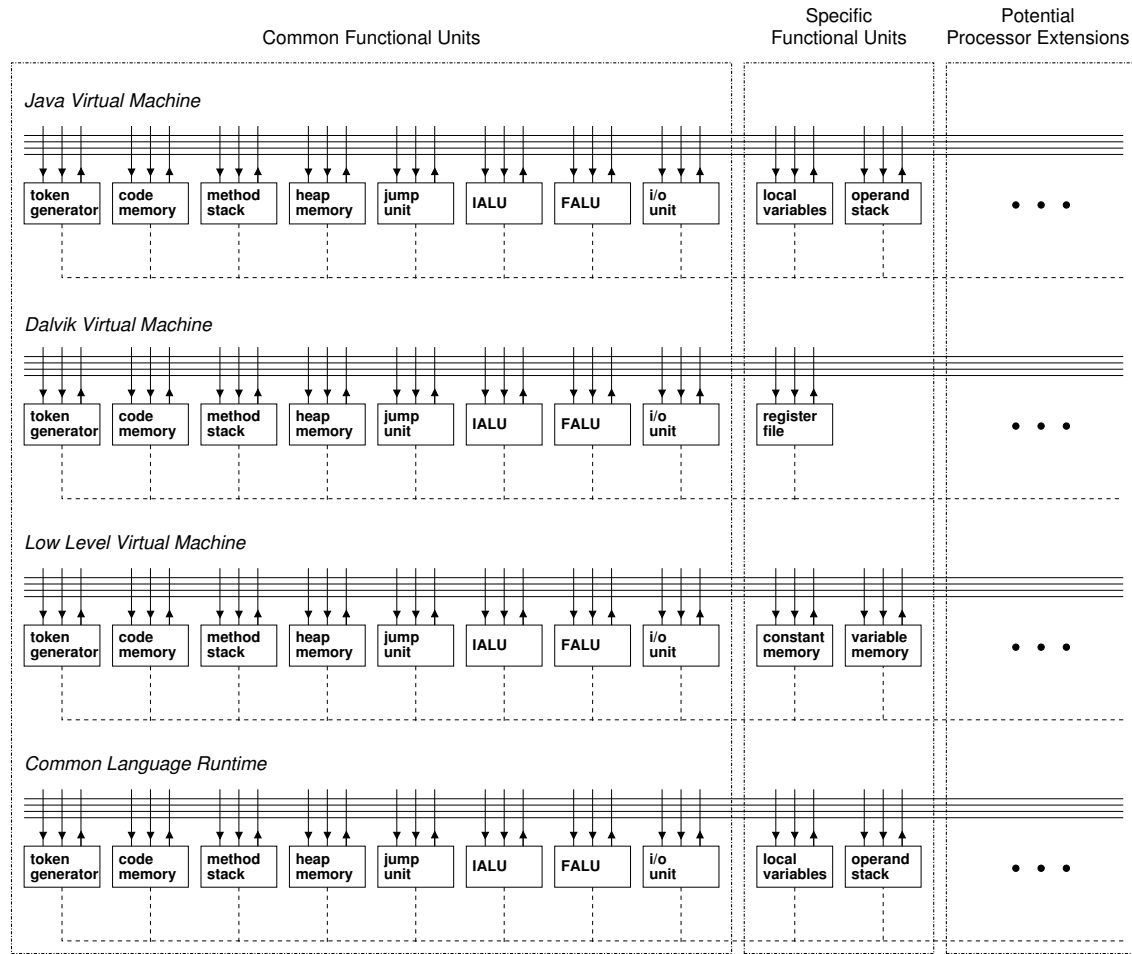 Common Functional Units
Specific
Functional Units
Potential
Processor Extensions
Java Virtual Machine
token
generator
code
memory
method
stack
heap
memory
jump
unit
IALU
FALU
i/o
unit
local
variables
operand
stack
Dalvik Virtual Machine
token
generator
code
memory
method
stack
heap
memory
jump
unit
IALU
FALU
i/o
unit
register
file
Low Level Virtual Machine
token
generator
code
memory
method
stack
heap
memory
jump
unit
IALU
FALU
i/o
unit
constant
memory
variable
memory
Common Language Runtime
token
generator
code
memory
method
stack
heap
memory
jump
unit
IALU
FALU
i/o
unit
local
variables
operand
stack